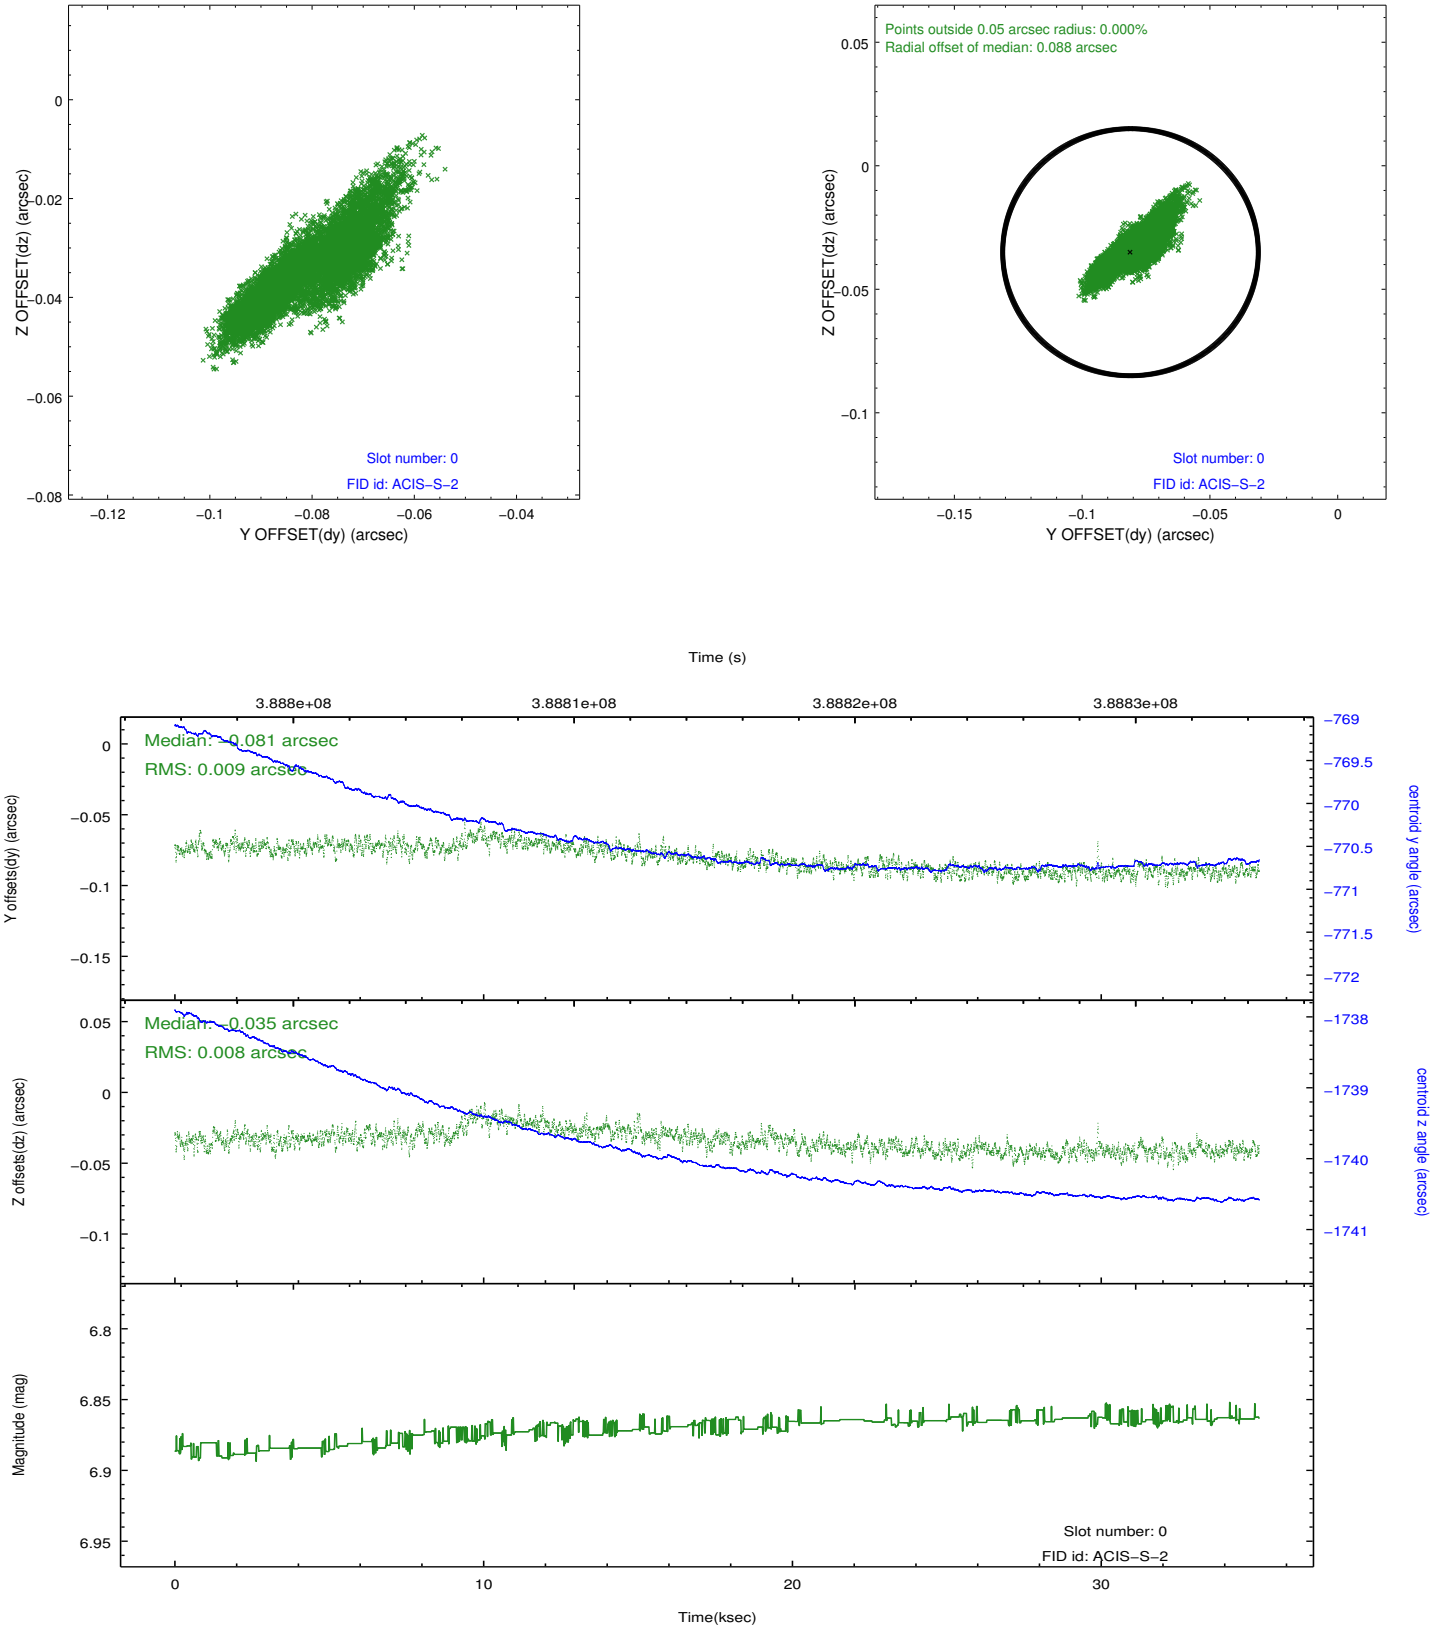 0
−0.02
−0.04
−0.06
−0.08
Z OFFSET(dz) (arcsec)
Slot number: 0
FID id: ACIS−S−2
−0.12
−0.1
−0.08
−0.06
−0.04
Y OFFSET(dy) (arcsec)
Points outside 0.05 arcsec radius: 0.000%
Radial offset of median: 0.088 arcsec
0.05
0
−0.05
−0.1
Z OFFSET(dz) (arcsec)
Slot number: 0
FID id: ACIS−S−2
−0.15
−0.1
−0.05
0
Y OFFSET(dy) (arcsec)
Time (s)
3.888e+08
3.8881e+08
3.8882e+08
3.8883e+08
Median: −0.081 arcsec
RMS: 0.009 arcsec
0
−0.05
−0.1
−0.15
Y offsets(dy) (arcsec)
−769
−769.5
−770
−770.5
−771
−771.5
−772
centroid y angle (arcsec)
Median: −0.035 arcsec
RMS: 0.008 arcsec
0.05
0
−0.05
−0.1
Z offsets(dz) (arcsec)
−1738
−1739
−1740
−1741
centroid z angle (arcsec)
6.8
6.85
6.9
6.95
Magnitude (mag)
Slot number: 0
FID id: ACIS−S−2
0
10
20
30
Time(ksec)